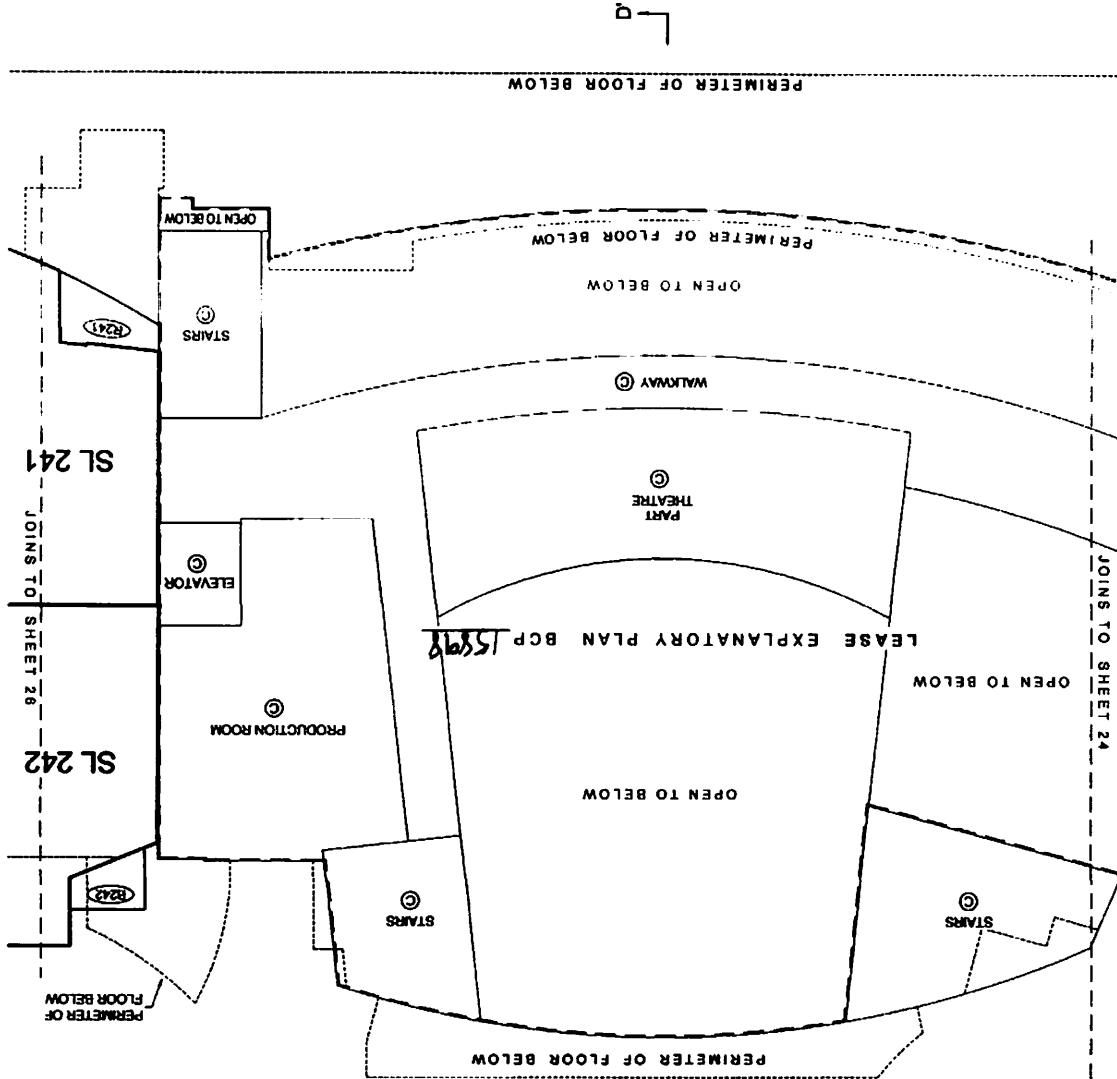 PERIMETER OF FLOOR BELOW
PERIMETER OF
FLOOR BELOW
STAIRS
C
STAIRS
C
R242
OPEN TO BELOW
SL 242
PRODUCTION ROOM
C
OPEN TO BELOW
JOINS TO SHEET 24
LEASE EXPLANATORY PLAN BCP
JOINS TO SHEET 26
ELEVATOR
C
PART
THEATRE
C
SL 241
WALKWAY C
STAIRS
C
R241
OPEN TO BELOW
PERIMETER OF FLOOR BELOW
OPEN TO BELOW
PERIMETER OF FLOOR BELOW